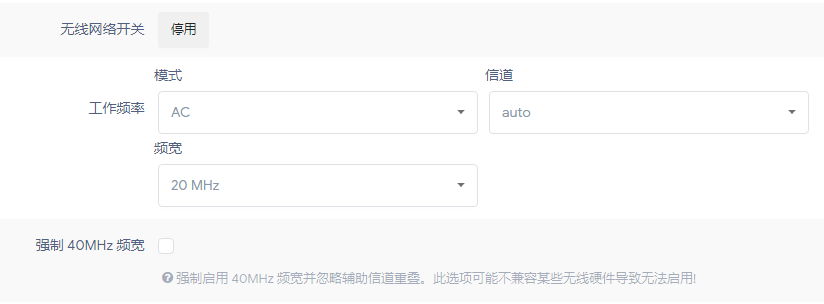 无线网络开关 停用
模式 信道
工作频率 AC auto
频宽
20 MHz
强制 40MHz 频宽
强制启用 40MHz 频宽并忽略辅助信道重叠。此选项可能不兼容某些无线硬件导致无法启用!